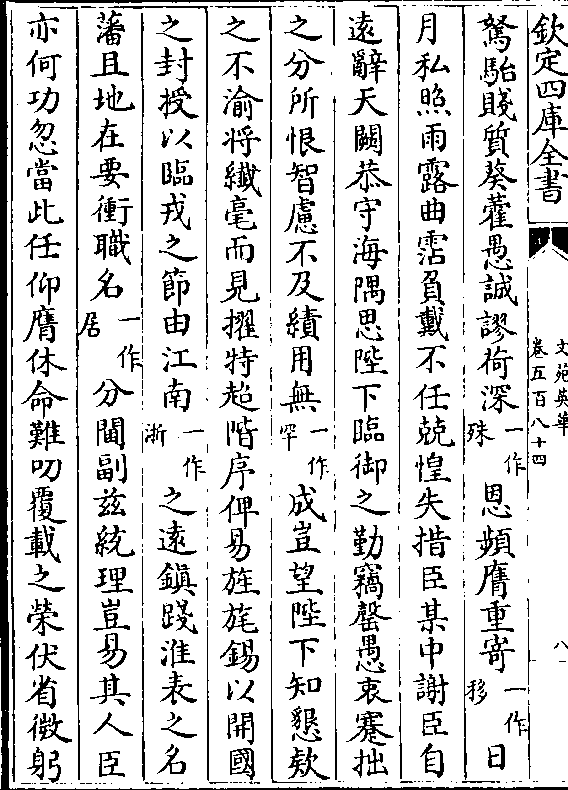 欽定四庫全書
文苑英華
卷五百八十四
八
駑駘賤質葵藿愚誠謬荷深一作殊恩頻膺重寄一作移日
月私照雨露曲霑負戴不任兢惶失措臣某中謝臣自
遠辭天闕恭守海隅思陛下臨御之勤竊罄愚衷蹇拙
之分所恨智慮不及績用無一作罕成豈望陛下知懇欵
之不渝将纎毫而見擢特超階序俾易旌旄錫以開國
之封授以臨戎之節由江南一作浙之遠鎮踐淮表之名
藩且地在要衝職名一作居分閫副兹統理豈易其人臣
亦何功忽當此任仰膺休命難叨覆載之榮伏省微躬